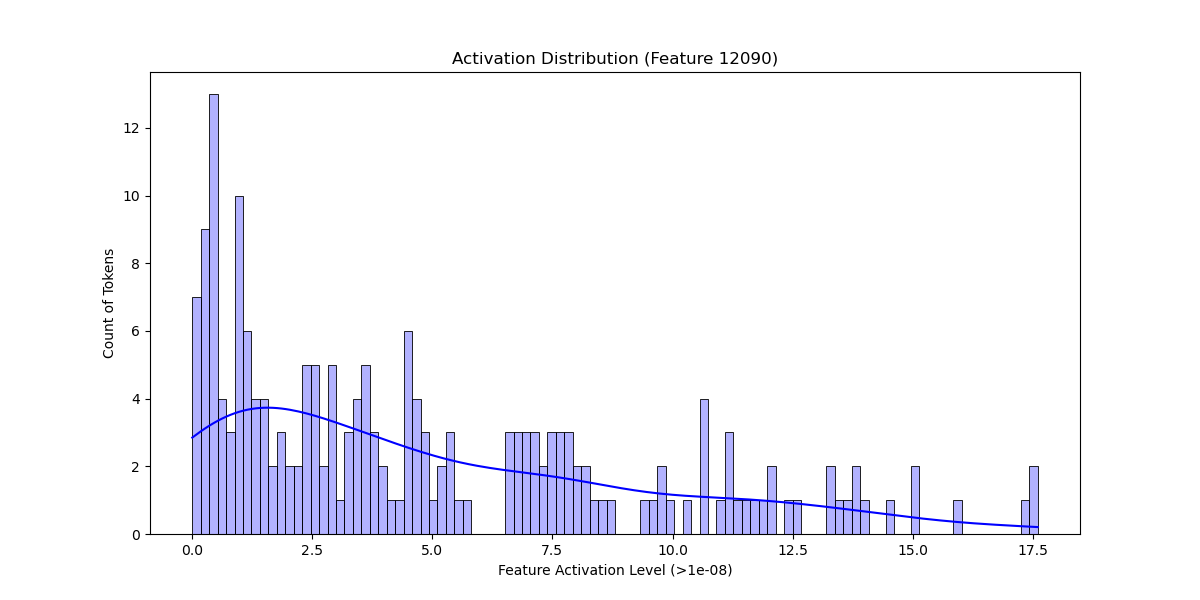 Activation Distribution (Feature 12090)
Count of Tokens
12
10
8
6
4
2
0
0.0 2.5 5.0 7.5 10.0 12.5 15.0 17.5
Feature Activation Level (>1e-08)